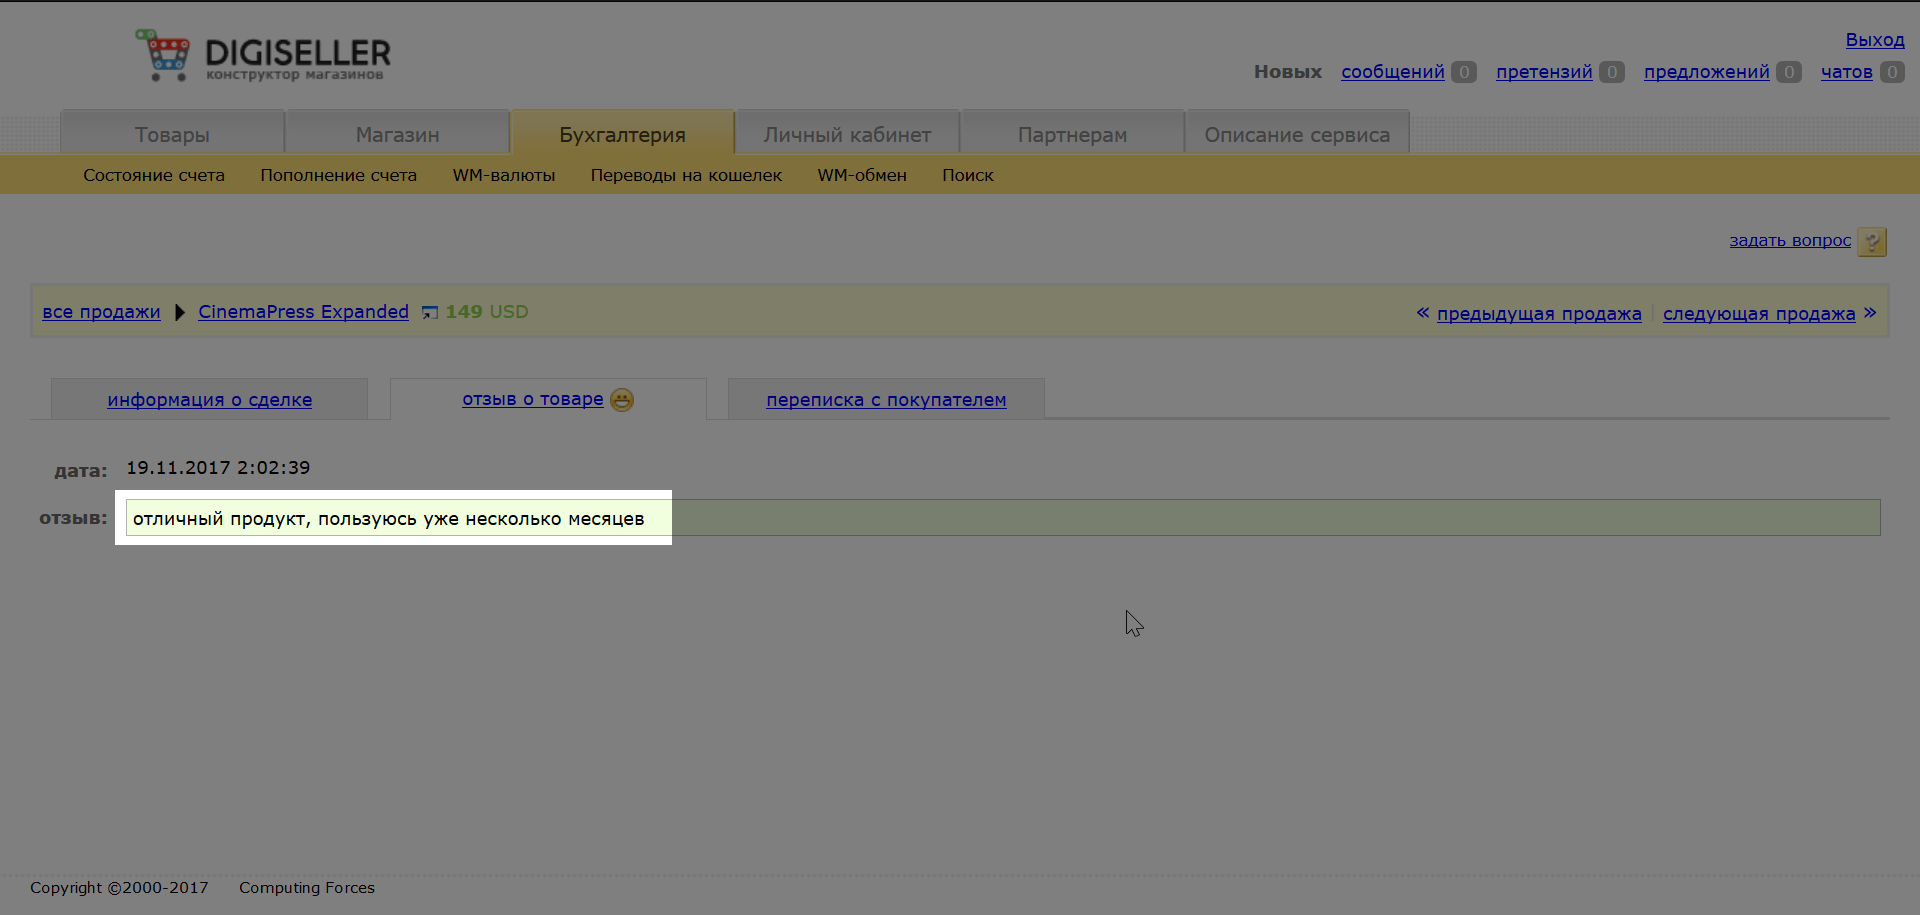 DIGISELLER
конструктор магазинов
Выход
Новых сообщений 0 претензий 0 предложений 0 чатов 0
Товары Магазин Бухгалтерия Личный кабинет Партнерам Описание сервиса
Состояние счета Пополнение счета WM-валюты Переводы на кошелек WM-обмен Поиск
задать вопрос ?
все продажи CinemaPress Expanded 149 USD « предыдущая продажа | следующая продажа »
информация о сделке отзыв о товаре переписка с покупателем
дата: 19.11.2017 2:02:39
отзыв: отличный продукт, пользуюсь уже несколько месяцев
Copyright ©2000-2017 Computing Forces